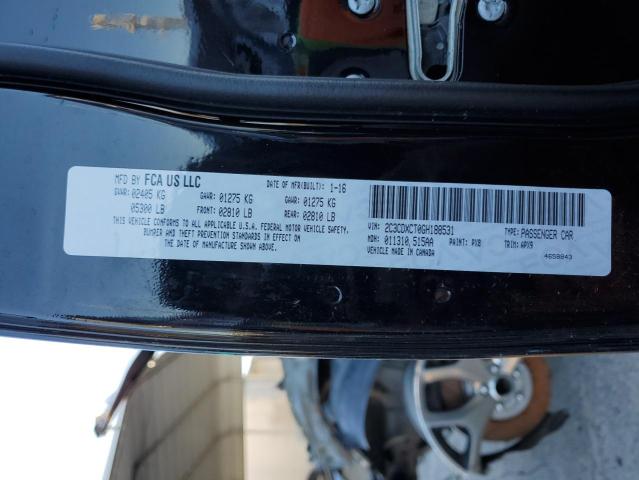 MFD BY FCA US LLC DATE OF MFR(BUILT): 1-16
GVWR: 02405 KG GAWR: 01275 KG GAWR: 01275 KG
05300 LB FRONT: 02810 LB REAR: 02810 LB
THIS VEHICLE CONFORMS TO ALL APPLICABLE U.S.A. FEDERAL MOTOR VEHICLE SAFETY,
BUMPER AND THEFT PREVENTION STANDARDS IN EFFECT
ON THE DATE OF MANUFACTURE SHOWN ABOVE.
VIN: 2C3CDXCT0GH188531 TYPE: PASSENGER CAR
MDH: 011310,515AA PAINT: PX8 TRIM: APX9
VEHICLE MADE IN CANADA 4658843